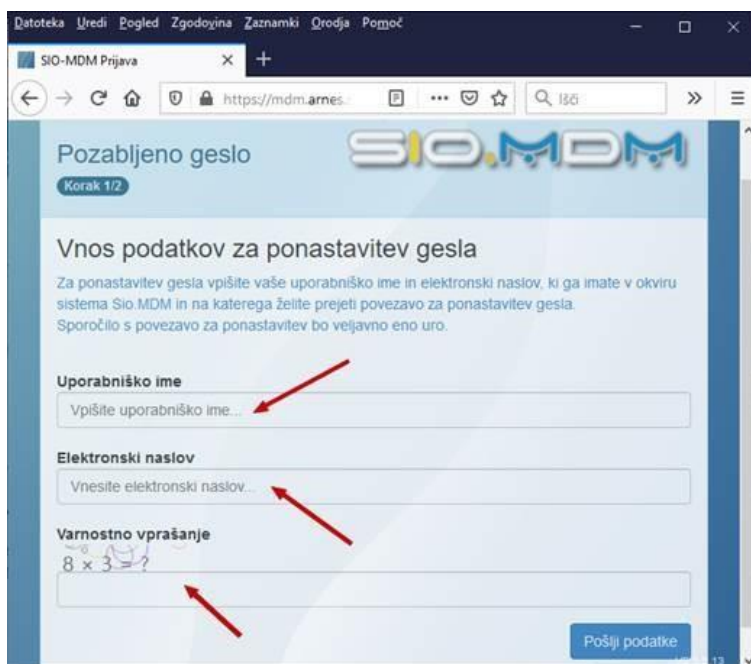 Datoteka Uredi Pogled Zgodovina Zaznamki Orodja Pomoč
SIO-MDM Prijava
https://mdm.arnes.
Išči
Pozabljeno geslo
SIO.MDM
Korak 1/2
Vnos podatkov za ponastavitev gesla
Za ponastavitev gesla vpišite vaše uporabniško ime in elektronski naslov, ki ga imate v okviru
sistema Sio.MDM in na katerega želite prejeti povezavo za ponastavitev gesla.
Sporočilo s povezavo za ponastavitev bo veljavno eno uro.
Uporabniško ime
Vpišite uporabniško ime...
Elektronski naslov
Vnesite elektronski naslov...
Varnostno vprašanje
8 × 3 = ?
Pošlji podatke